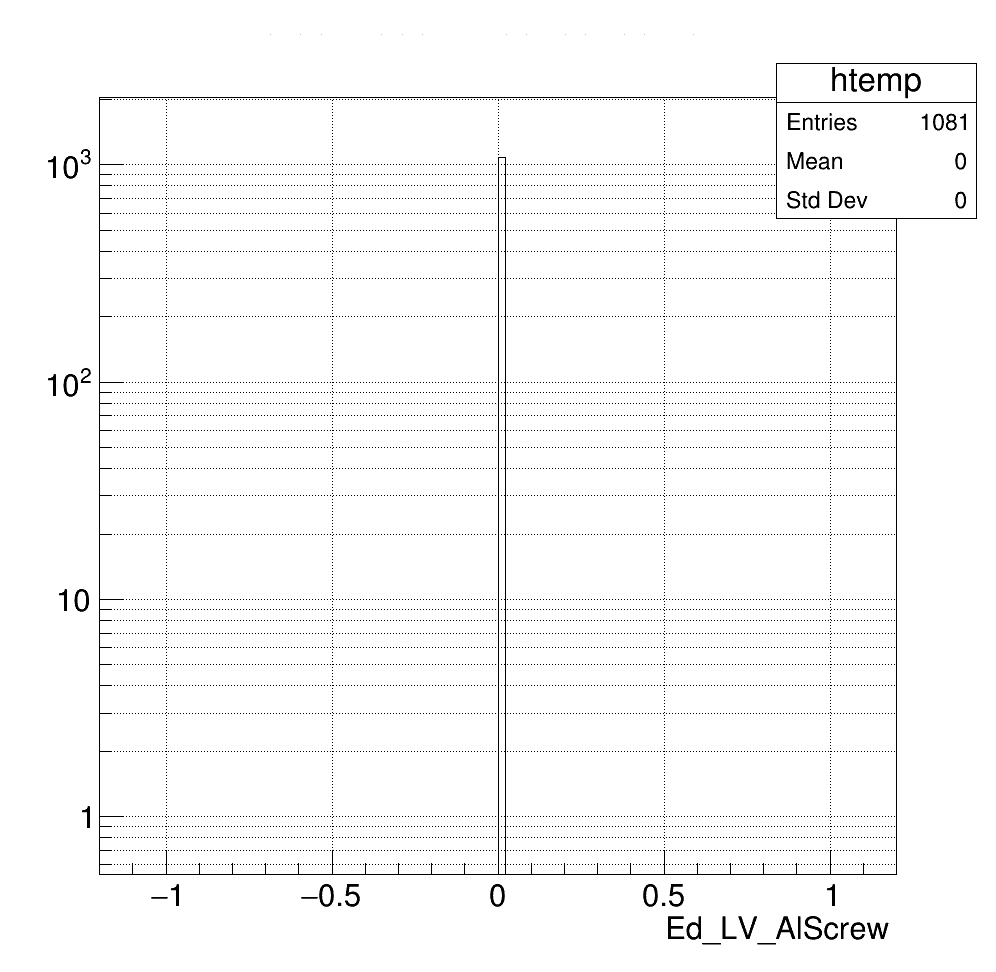 htemp
Entries 1081
Mean 0
Std Dev 0
10³
10²
10
1
−1 −0.5 0 0.5 1
Ed_LV_AlScrew